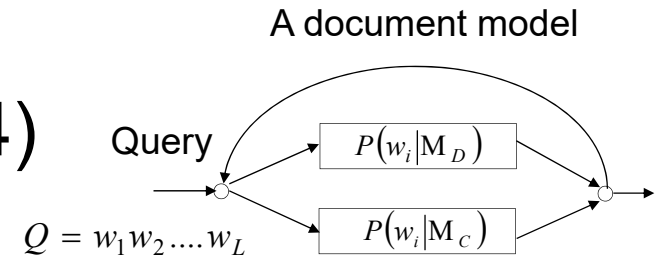 A document model
4)
Query
P(w_i|M_D)
P(w_i|M_C)
Q = w_1w_2....w_L